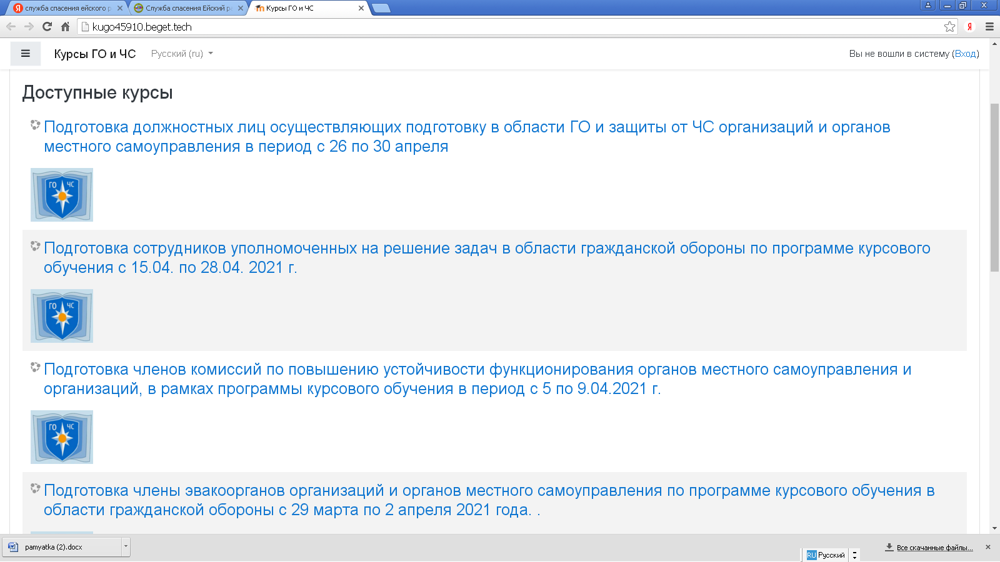 служба спасения ейского р
Служба спасения Ейский р
Курсы ГО и ЧС
kugo45910.beget.tech
Я
Курсы ГО и ЧС
Русский (ru)
Вы не вошли в систему (Вход)
Доступные курсы
Подготовка должностных лиц осуществляющих подготовку в области ГО и защиты от ЧС организаций и органов
местного самоуправления в период с 26 по 30 апреля
ГО ЧС
Подготовка сотрудников уполномоченных на решение задач в области гражданской обороны по программе курсового
обучения с 15.04. по 28.04. 2021 г.
ГО ЧС
Подготовка членов комиссий по повышению устойчивости функционирования органов местного самоуправления и
организаций, в рамках программы курсового обучения в период с 5 по 9.04.2021 г.
ГО ЧС
Подготовка члены эвакоорганов организаций и органов местного самоуправления по программе курсового обучения в
области гражданской обороны с 29 марта по 2 апреля 2021 года. .
pamyatka (2).docx
RU Русский
Все скачанные файлы...